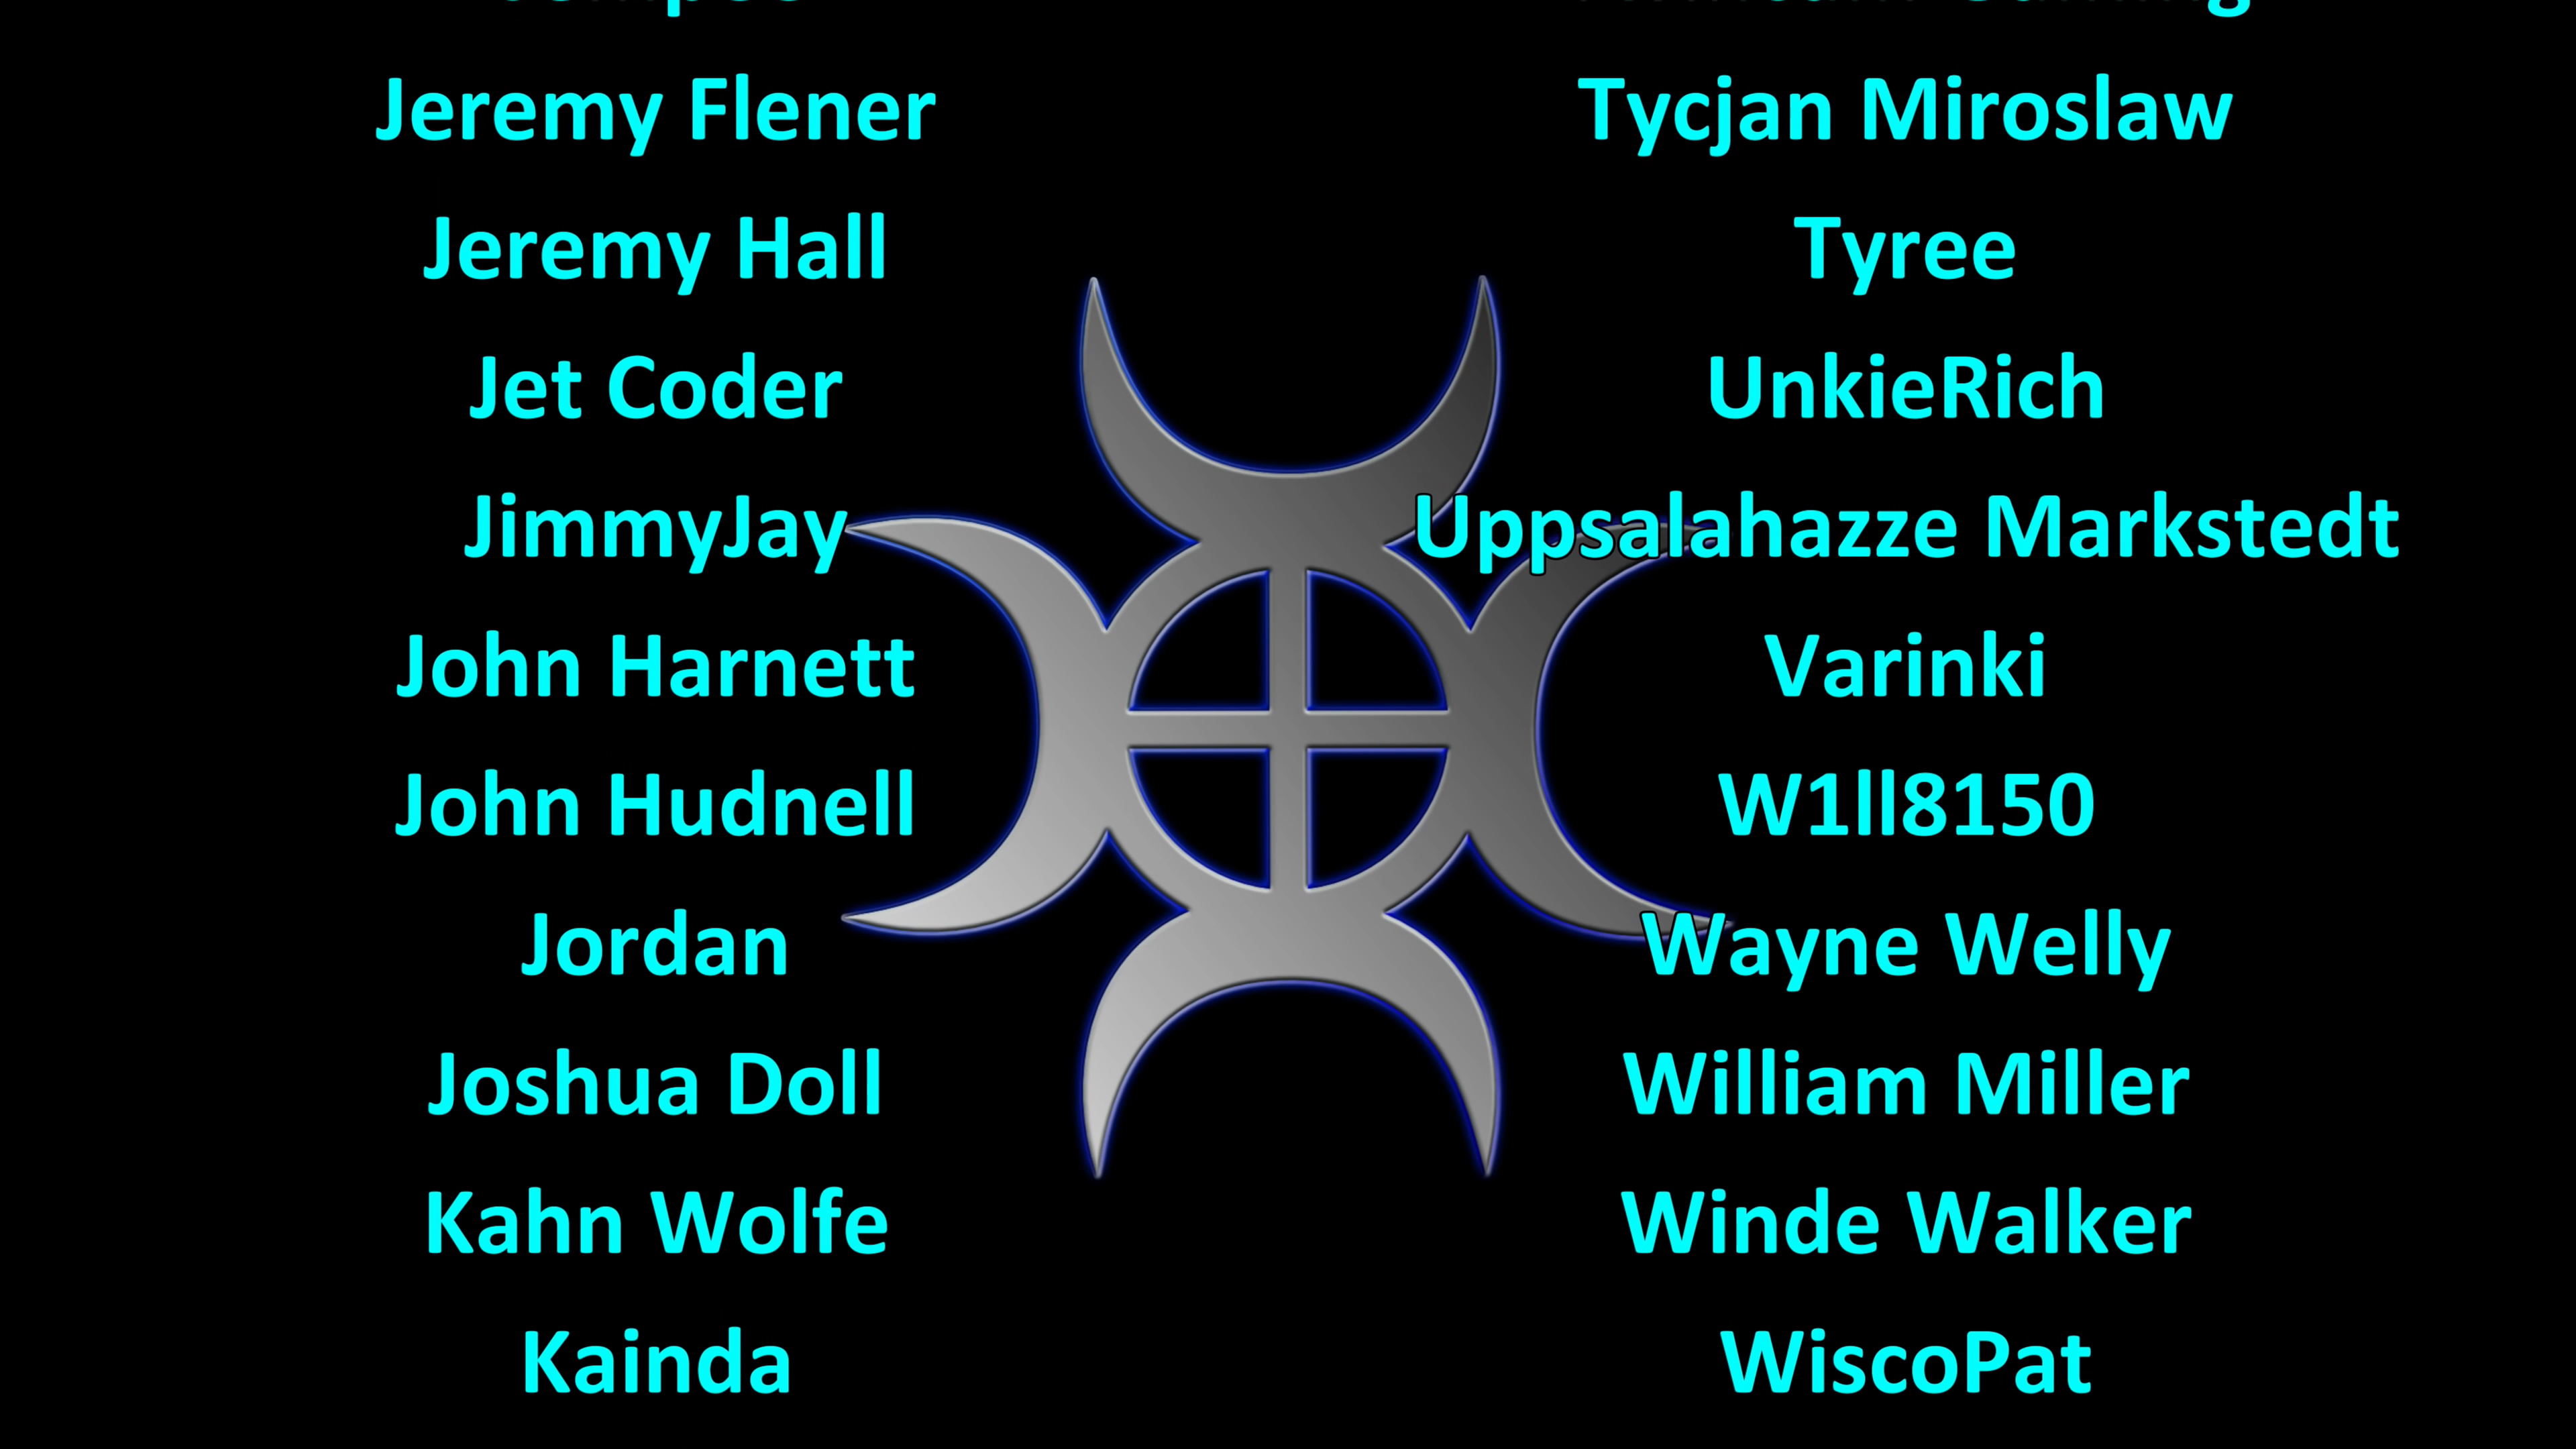 Jeremy Flener
Jeremy Hall
Jet Coder
JimmyJay
John Harnett
John Hudnell
Jordan
Joshua Doll
Kahn Wolfe
Kainda
Tycjan Miroslaw
Tyree
UnkieRich
Uppsalahazze Markstedt
Varinki
W1ll8150
Wayne Welly
William Miller
Winde Walker
WiscoPat